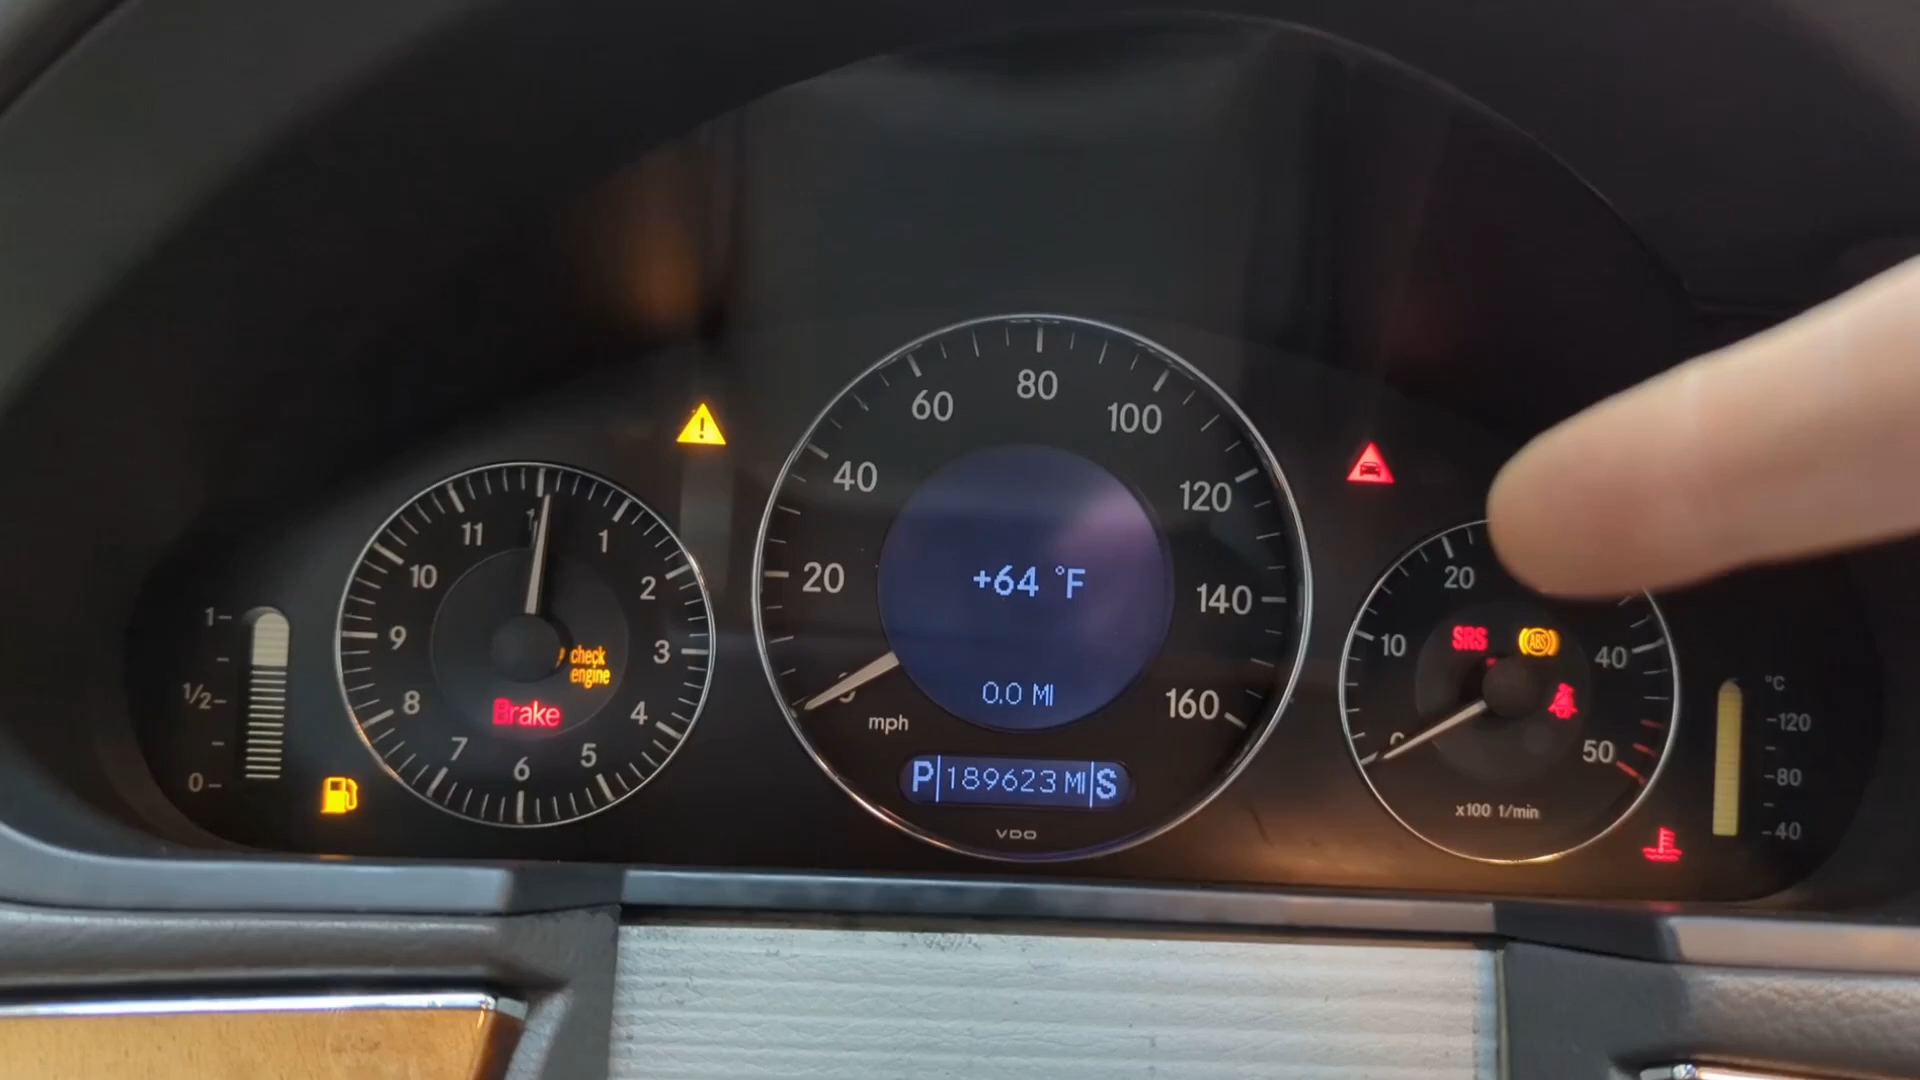 1
1/2
0
11
1
10
2
9
3
8
4
7
5
6
check
engine
Brake
80
60
100
40
120
20
140
160
mph
+64 °F
0.0 MI
P 189623 MI S
VDO
20
10
40
50
SRS
ABS
x100 1/min
°C
120
80
40